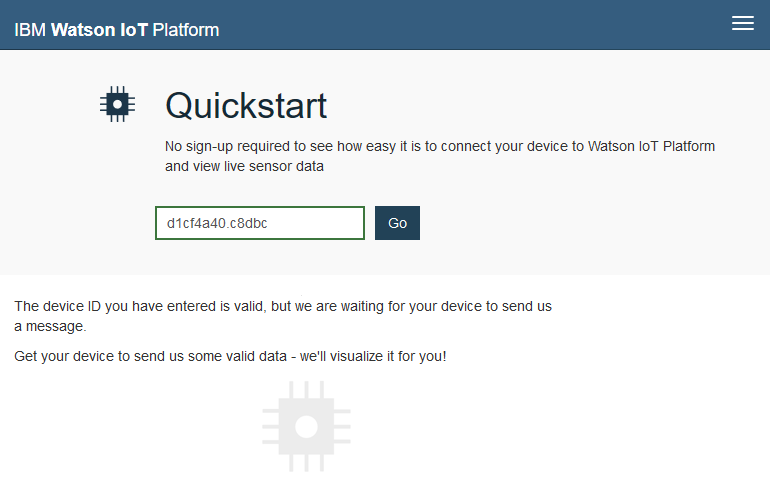 IBM Watson IoT Platform
Quickstart
No sign-up required to see how easy it is to connect your device to Watson IoT Platform
and view live sensor data
d1cf4a40.c8dbc
Go
The device ID you have entered is valid, but we are waiting for your device to send us
a message.
Get your device to send us some valid data - we'll visualize it for you!